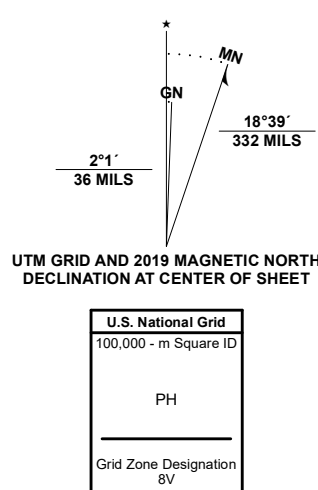 ★
MN
GN
18°39´
332 MILS
2°1´
36 MILS
UTM GRID AND 2019 MAGNETIC NORTH
DECLINATION AT CENTER OF SHEET
U.S. National Grid
100,000 - m Square ID
PH
Grid Zone Designation
8V